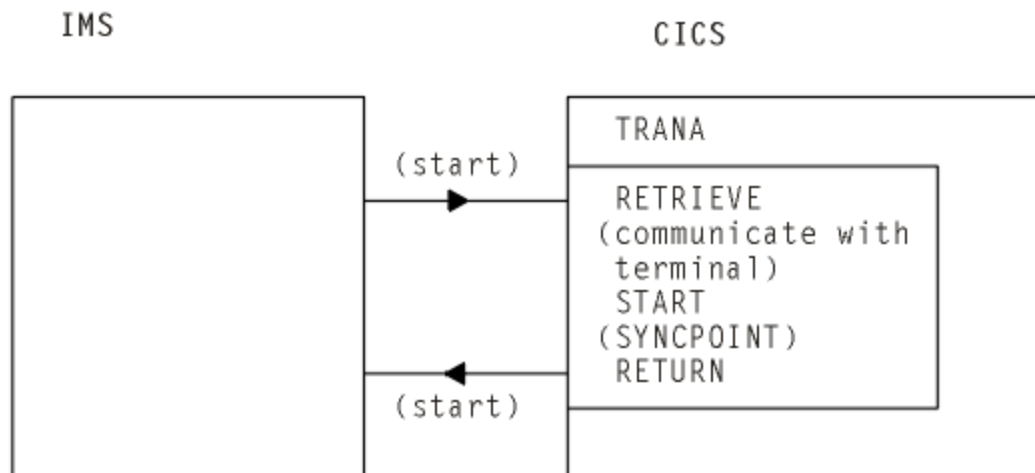 IMS
CICS
TRANA
(start)
RETRIEVE
(communicate with
terminal)
START
(SYNCPOINT)
RETURN
(start)